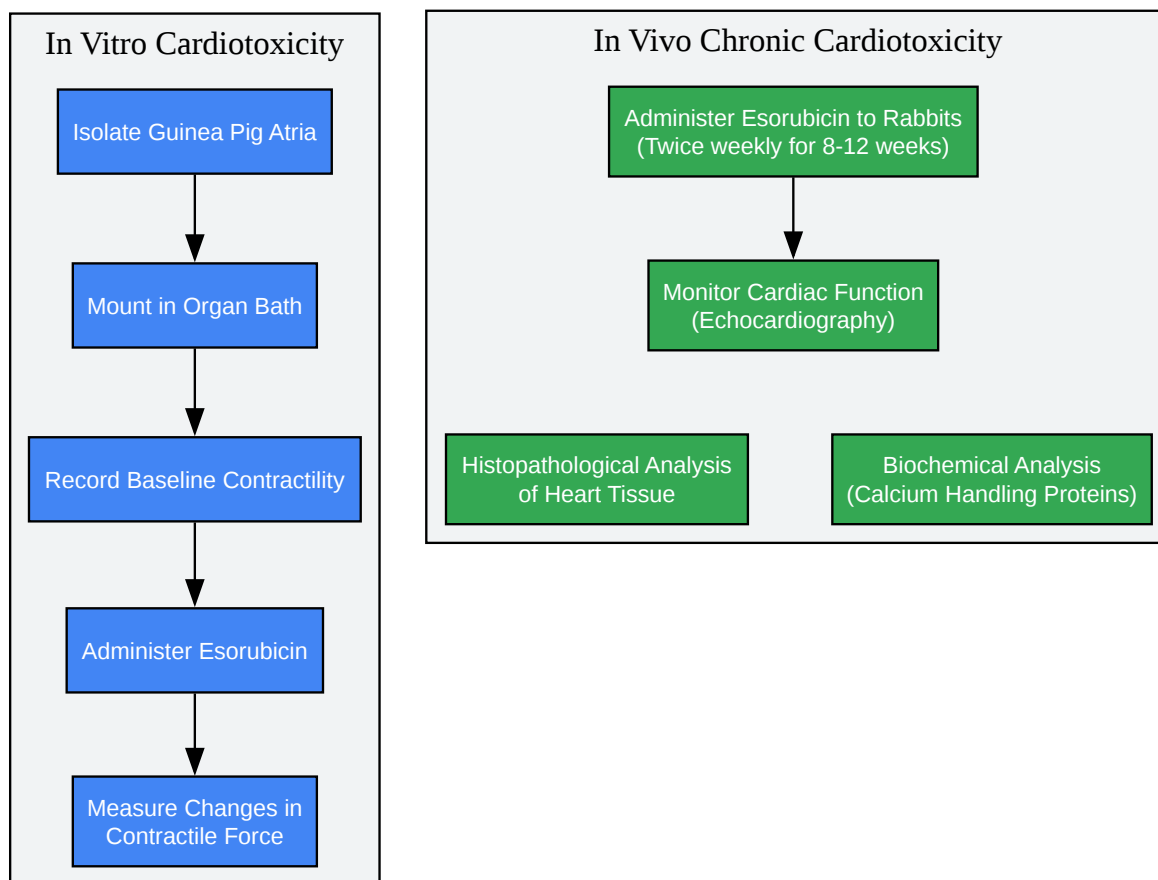 In Vitro Cardiotoxicity
Isolate Guinea Pig Atria
Mount in Organ Bath
Record Baseline Contractility
Administer Esorubicin
Measure Changes in
Contractile Force
In Vivo Chronic Cardiotoxicity
Administer Esorubicin to Rabbits
(Twice weekly for 8-12 weeks)
Monitor Cardiac Function
(Echocardiography)
Histopathological Analysis
of Heart Tissue
Biochemical Analysis
(Calcium Handling Proteins)